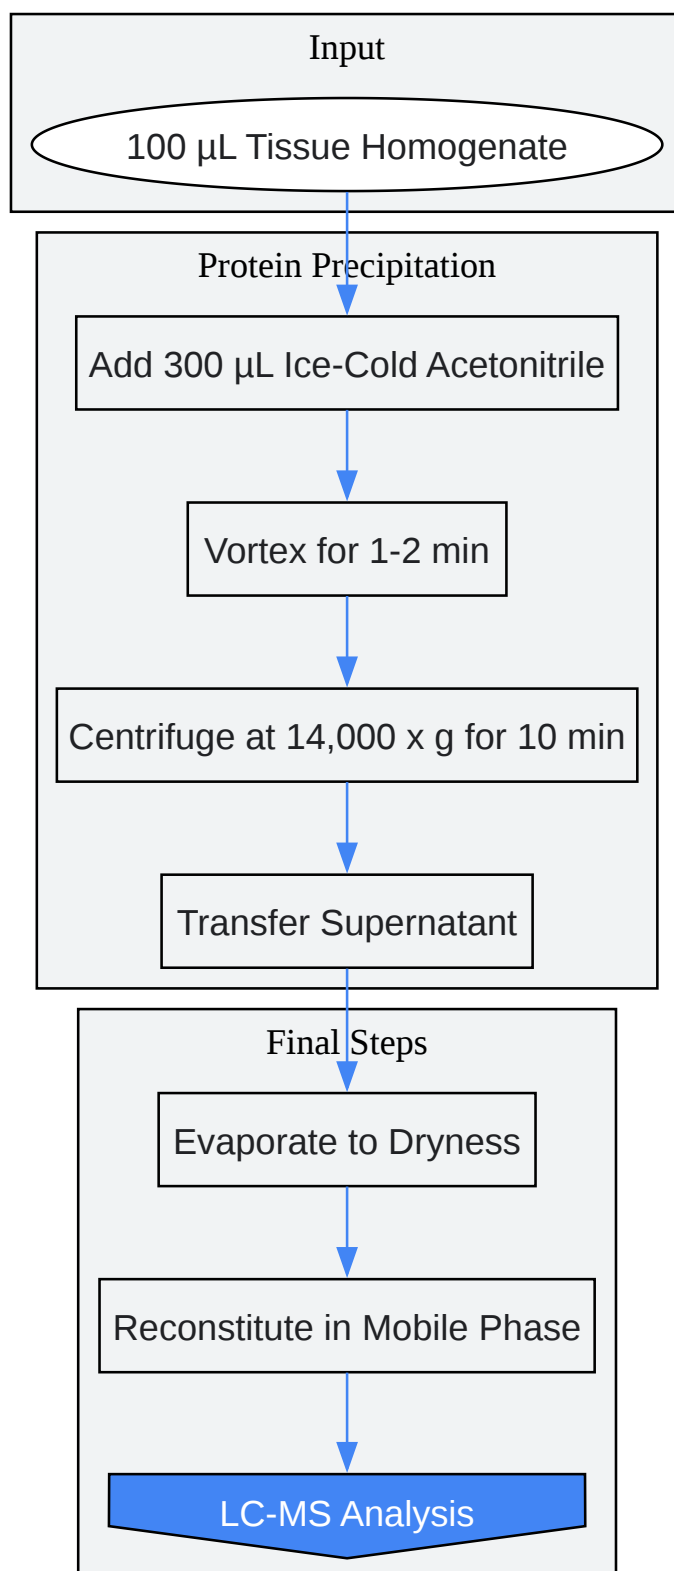 Input
100 µL Tissue Homogenate
Protein Precipitation
Add 300 µL Ice-Cold Acetonitrile
Vortex for 1-2 min
Centrifuge at 14,000 x g for 10 min
Transfer Supernatant
Final Steps
Evaporate to Dryness
Reconstitute in Mobile Phase
LC-MS Analysis